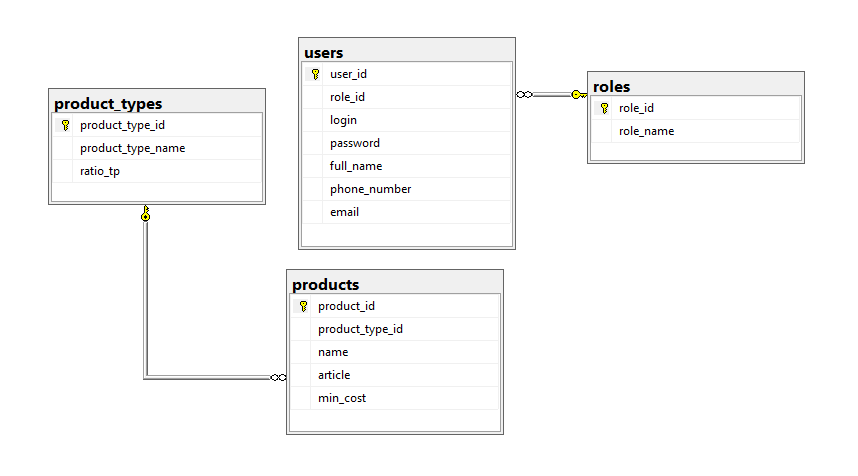 users
user_id
role_id
login
password
full_name
phone_number
email
roles
role_id
role_name
product_types
product_type_id
product_type_name
ratio_tp
products
product_id
product_type_id
name
article
min_cost